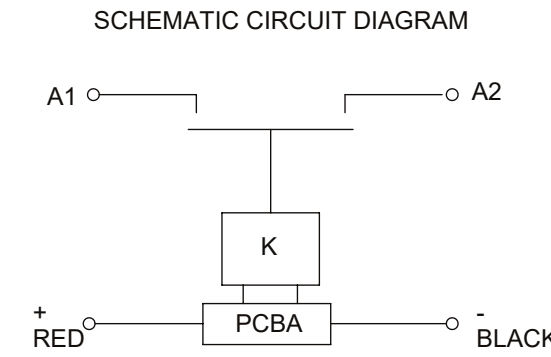 SCHEMATIC CIRCUIT DIAGRAM
A1
A2
K
+
RED
PCBA
-
BLACK